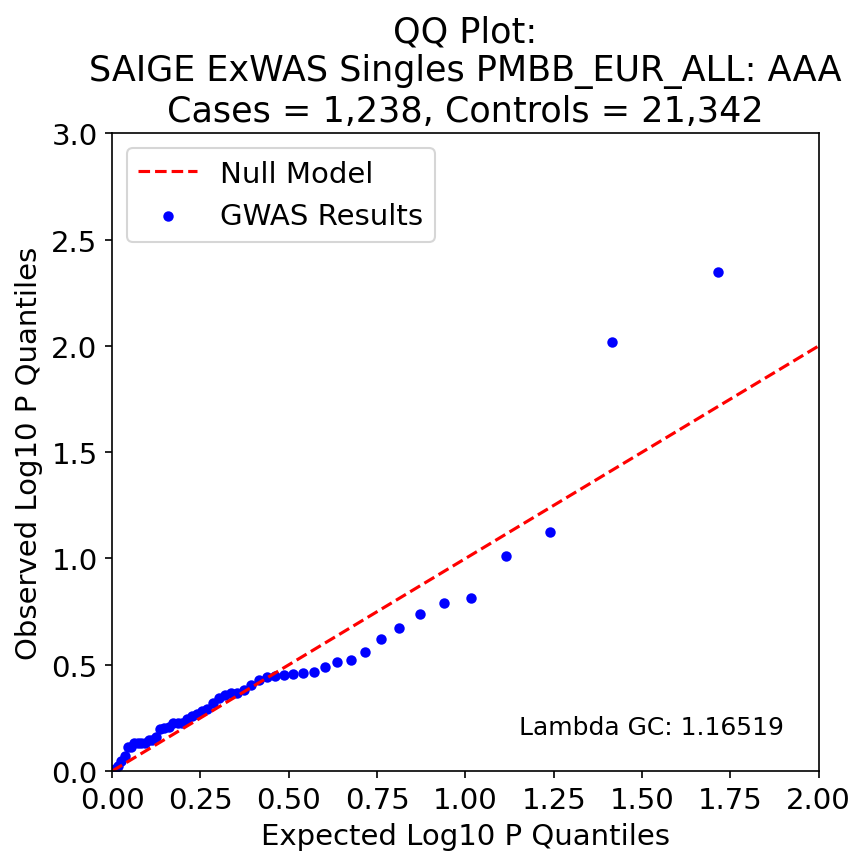 QQ Plot:
SAIGE ExWAS Singles PMBB_EUR_ALL: AAA
Cases = 1,238, Controls = 21,342
Null Model
GWAS Results
Observed Log10 P Quantiles
3.0
2.5
2.0
1.5
1.0
0.5
0.0
Lambda GC: 1.16519
0.00 0.25 0.50 0.75 1.00 1.25 1.50 1.75 2.00
Expected Log10 P Quantiles